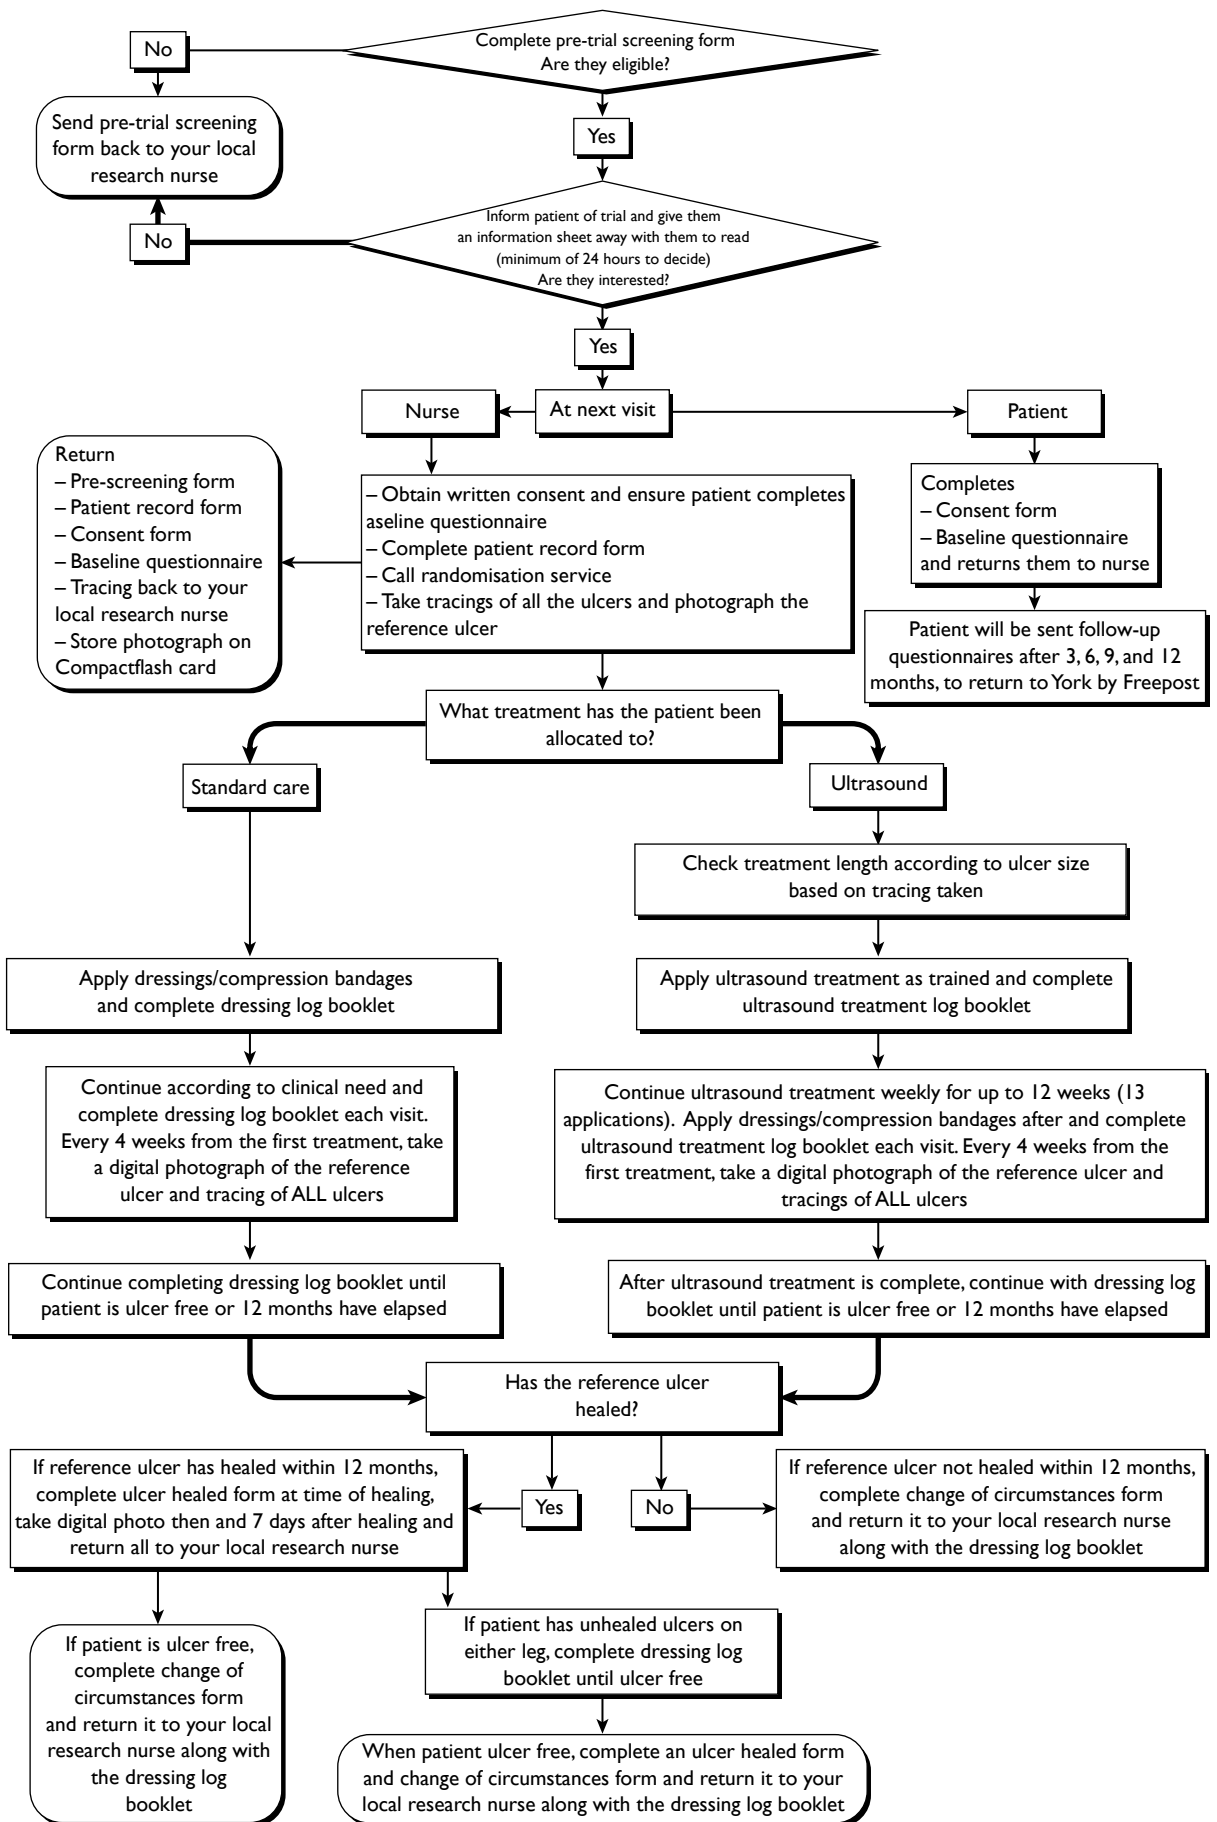 Complete pre-trial screening form
Are they eligible?
No
Send pre-trial screening
form back to your local
research nurse
Yes
Inform patient of trial and give them
an information sheet away with them to read
(minimum of 24 hours to decide)
Are they interested?
No
Yes
At next visit
Nurse
Patient
Return
– Pre-screening form
– Patient record form
– Consent form
– Baseline questionnaire
– Tracing back to your
local research nurse
– Store photograph on
Compactflash card
– Obtain written consent and ensure patient completes
aseline questionnaire
– Complete patient record form
– Call randomisation service
– Take tracings of all the ulcers and photograph the
reference ulcer
Completes
– Consent form
– Baseline questionnaire
and returns them to nurse
Patient will be sent follow-up
questionnaires after 3, 6, 9, and 12
months, to return to York by Freepost
What treatment has the patient been
allocated to?
Standard care
Ultrasound
Check treatment length according to ulcer size
based on tracing taken
Apply dressings/compression bandages
and complete dressing log booklet
Apply ultrasound treatment as trained and complete
ultrasound treatment log booklet
Continue according to clinical need and
complete dressing log booklet each visit.
Every 4 weeks from the first treatment, take
a digital photograph of the reference
ulcer and tracing of ALL ulcers
Continue ultrasound treatment weekly for up to 12 weeks (13
applications). Apply dressings/compression bandages after and complete
ultrasound treatment log booklet each visit. Every 4 weeks from the
first treatment, take a digital photograph of the reference ulcer and
tracings of ALL ulcers
Continue completing dressing log booklet until
patient is ulcer free or 12 months have elapsed
After ultrasound treatment is complete, continue with dressing log
booklet until patient is ulcer free or 12 months have elapsed
Has the reference ulcer
healed?
Yes
No
If reference ulcer has healed within 12 months,
complete ulcer healed form at time of healing,
take digital photo then and 7 days after healing and
return all to your local research nurse
If reference ulcer not healed within 12 months,
complete change of circumstances form
and return it to your local research nurse
along with the dressing log booklet
If patient is ulcer free,
complete change of
circumstances form
and return it to your local
research nurse along with
the dressing log
booklet
If patient has unhealed ulcers on
either leg, complete dressing log
booklet until ulcer free
When patient ulcer free, complete an ulcer healed form
and change of circumstances form and return it to your
local research nurse along with the dressing log booklet